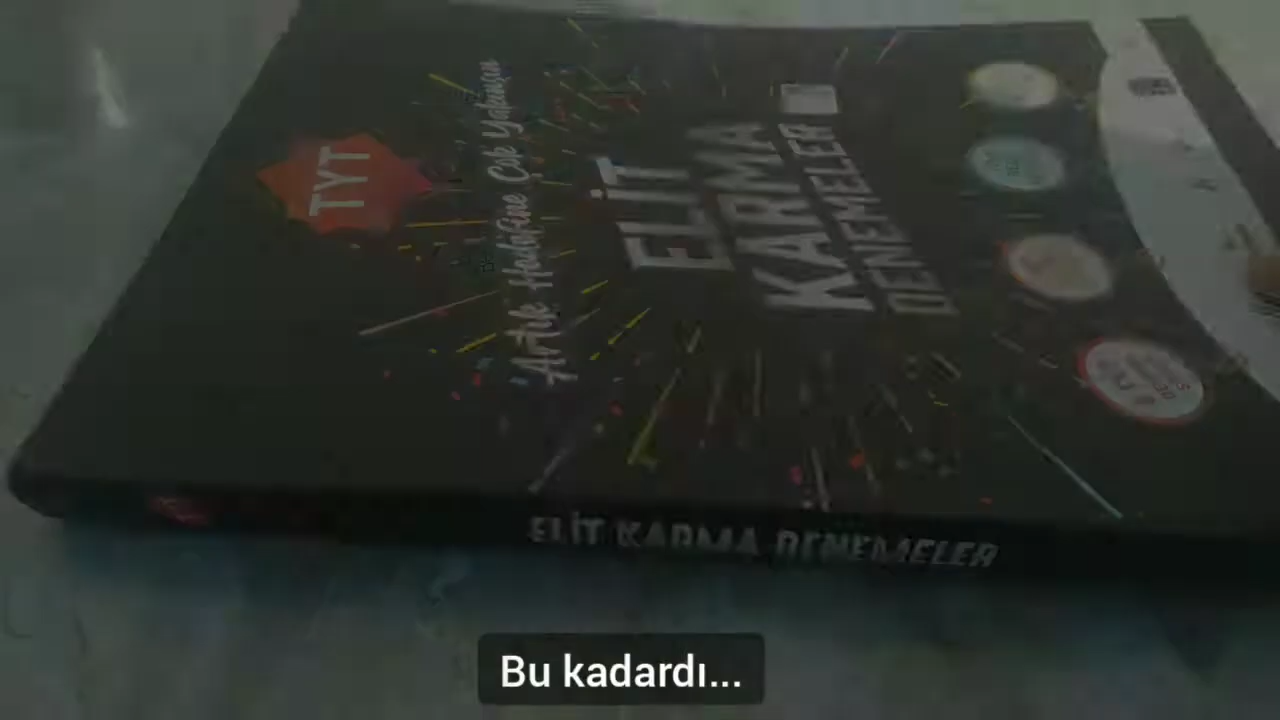 TYT
Artık Hedefine Çok Yakınsın
ELİT
KARMA
DENEMELER
ELİT KARMA DENEMELER
Bu kadardı...